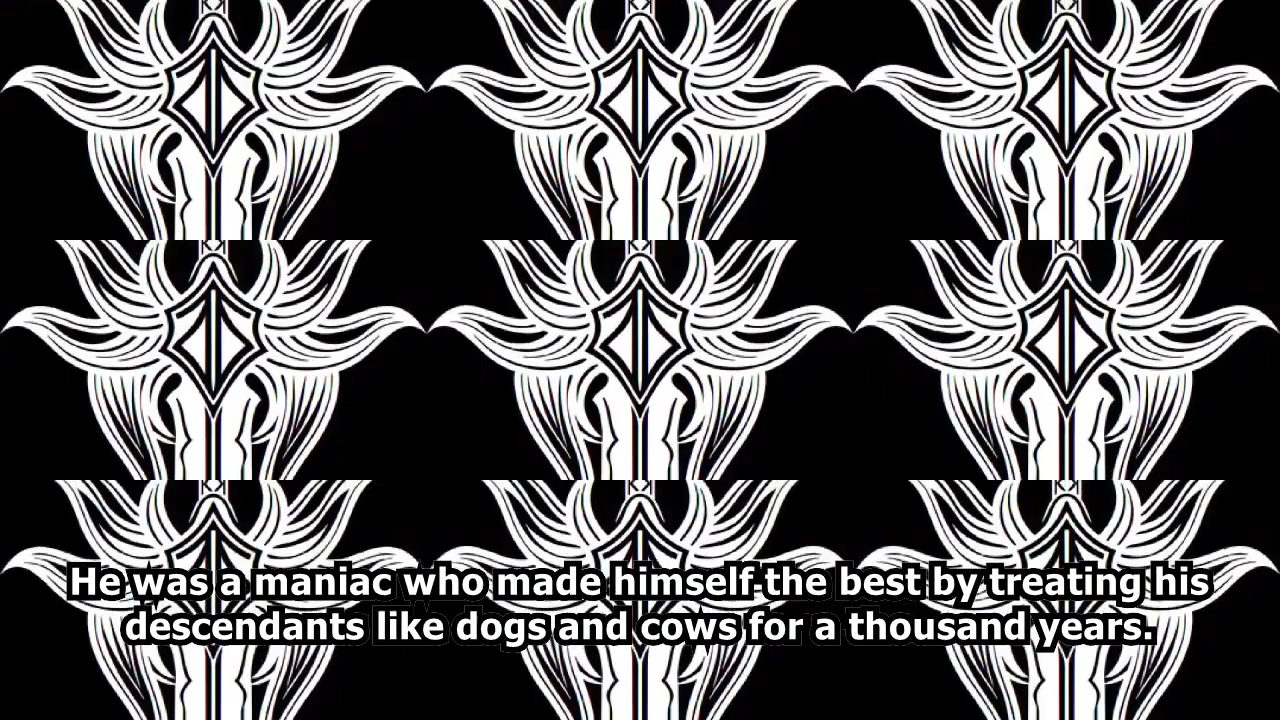 He was a maniac who made himself the best by treating his
descendants like dogs and cows for a thousand years.